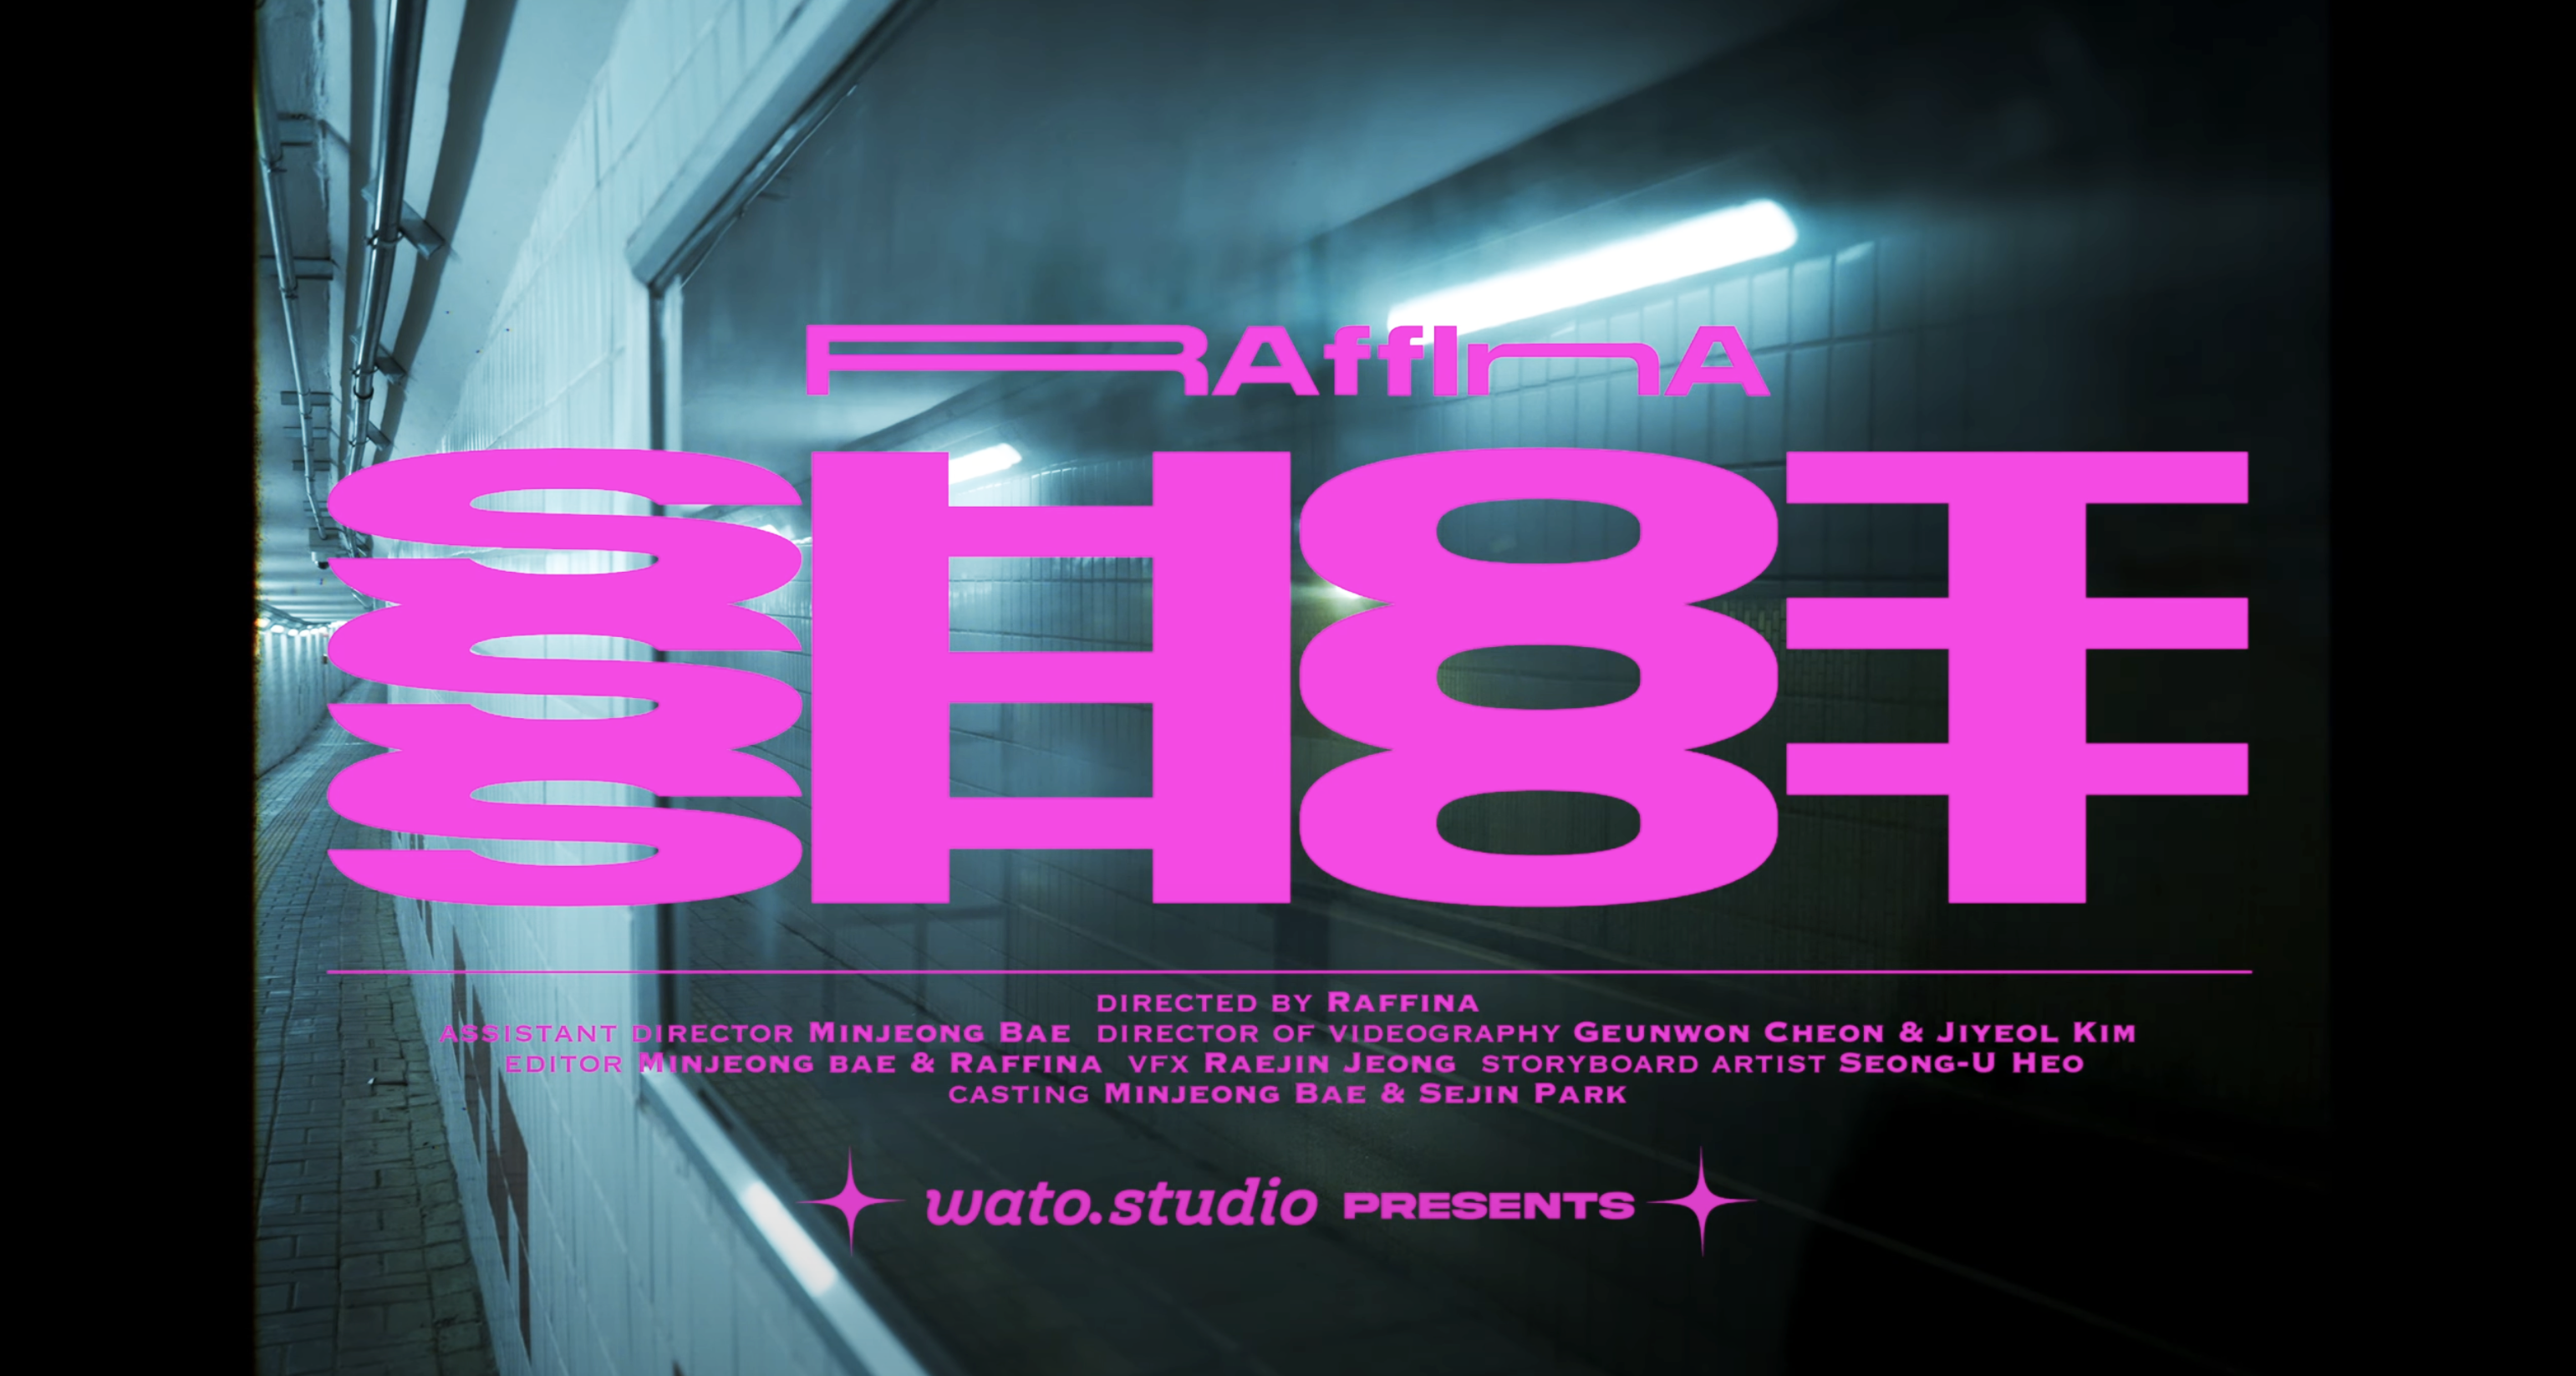 RAffInA
SHOT
DIRECTED BY RAFFINA
ASSISTANT DIRECTOR MINJEONG BAE DIRECTOR OF VIDEOGRAPHY GEUNWON CHEON & JIYEOL KIM
EDITOR MINJEONG BAE & RAFFINA VFX RAEJIN JEONG STORYBOARD ARTIST SEONG-U HEO
CASTING MINJEONG BAE & SEJIN PARK
wato.studio PRESENTS